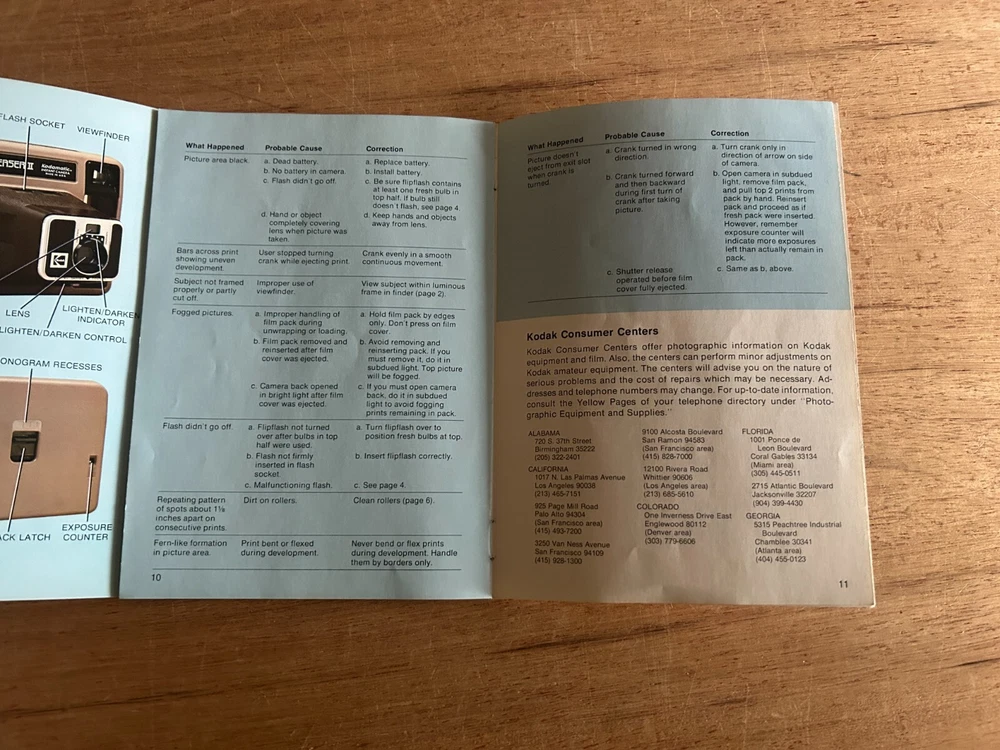 FLASH SOCKET
VIEWFINDER
EASER II
Kodamatic
LENS
LIGHTEN/DARKEN
INDICATOR
LIGHTEN/DARKEN CONTROL
MONOGRAM RECESSES
BACK LATCH
EXPOSURE
COUNTER
What Happened Probable Cause Correction
Picture area black. a. Dead battery. a. Replace battery.
b. No battery in camera. b. Install battery.
c. Flash didn't go off. c. Be sure flipflash contains
at least one fresh bulb in
top half, if bulb still
doesn't flash, see page 4.
d. Hand or object d. Keep hands and objects
completely covering away from lens.
lens when picture was
taken.
Bars across print User stopped turning Crank evenly in a smooth
showing uneven crank while ejecting print. continuous movement.
development.
Subject not framed Improper use of View subject within luminous
properly or partly viewfinder. frame in finder (page 2).
cut off.
Fogged pictures. a. Improper handling of a. Hold film pack by edges
film pack during only. Don't press on film
unwrapping or loading. cover.
b. Film pack removed and b. Avoid removing and
reinserted after film reinserting pack. If you
cover was ejected. must remove it, do it in
subdued light. Top picture
will be fogged.
c. Camera back opened c. If you must open camera
in bright light after film back, do it in subdued
cover was ejected. light to avoid fogging
prints remaining in pack.
Flash didn't go off. a. Flipflash not turned a. Turn flipflash over to
over after bulbs in top position fresh bulbs at top.
half were used.
b. Flash not firmly b. Insert flipflash correctly.
inserted in flash
socket
c. Malfunctioning flash. c. See page 4.
Repeating pattern Dirt on rollers. Clean rollers (page 6).
of spots about 1⅛
inches apart on
consecutive prints.
Fern-like formation Print bent or flexed Never bend or flex prints
in picture area. during development. during development. Handle
them by borders only.
10
What Happened Probable Cause Correction
Picture doesn't a. Crank turned in wrong a. Turn crank only in
eject from exit slot direction. direction of arrow on side
when crank is of camera.
turned.
b. Crank turned forward b. Open camera in subdued
and then backward light, remove film pack,
during first turn of and pull top 2 prints from
crank after taking pack by hand. Reinsert
picture. pack and proceed as if
fresh pack were inserted.
However, remember
exposure counter will
indicate more exposures
left than actually remain in
pack.
c. Shutter release c. Same as b, above.
operated before film
cover fully ejected.
Kodak Consumer Centers
Kodak Consumer Centers offer photographic information on Kodak
equipment and film. Also, the centers can perform minor adjustments on
Kodak amateur equipment. The centers will advise you on the nature of
serious problems and the cost of repairs which may be necessary. Ad-
dresses and telephone numbers may change. For up-to-date information,
consult the Yellow Pages of your telephone directory under "Photo-
graphic Equipment and Supplies."
ALABAMA
720 S. 37th Street
Birmingham 35222
(205) 322-2401
CALIFORNIA
1017 N. Las Palmas Avenue
Los Angeles 90038
(213) 465-7151
925 Page Mill Road
Palo Alto 94304
(San Francisco area)
(415) 493-7200
3250 Van Ness Avenue
San Francisco 94109
(415) 928-1300
9100 Alcosta Boulevard
San Ramon 94583
(San Francisco area)
(415) 828-7000
12100 Rivera Road
Whittier 90606
(Los Angeles area)
(213) 685-5610
COLORADO
One Inverness Drive East
Englewood 80112
(Denver area)
(303) 779-6606
FLORIDA
1001 Ponce de
Leon Boulevard
Coral Gables 33134
(Miami area)
(305) 445-0511
2715 Atlantic Boulevard
Jacksonville 32207
(904) 399-4430
GEORGIA
5315 Peachtree Industrial
Boulevard
Chamblee 30341
(Atlanta area)
(404) 455-0123
11